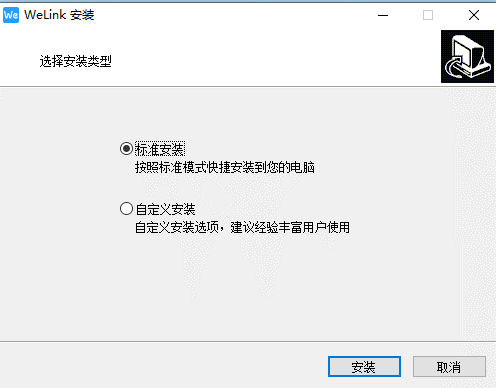 We WeLink 安装
选择安装类型
标准安装
按照标准模式快捷安装到您的电脑
自定义安装
自定义安装选项，建议经验丰富用户使用
安装
取消